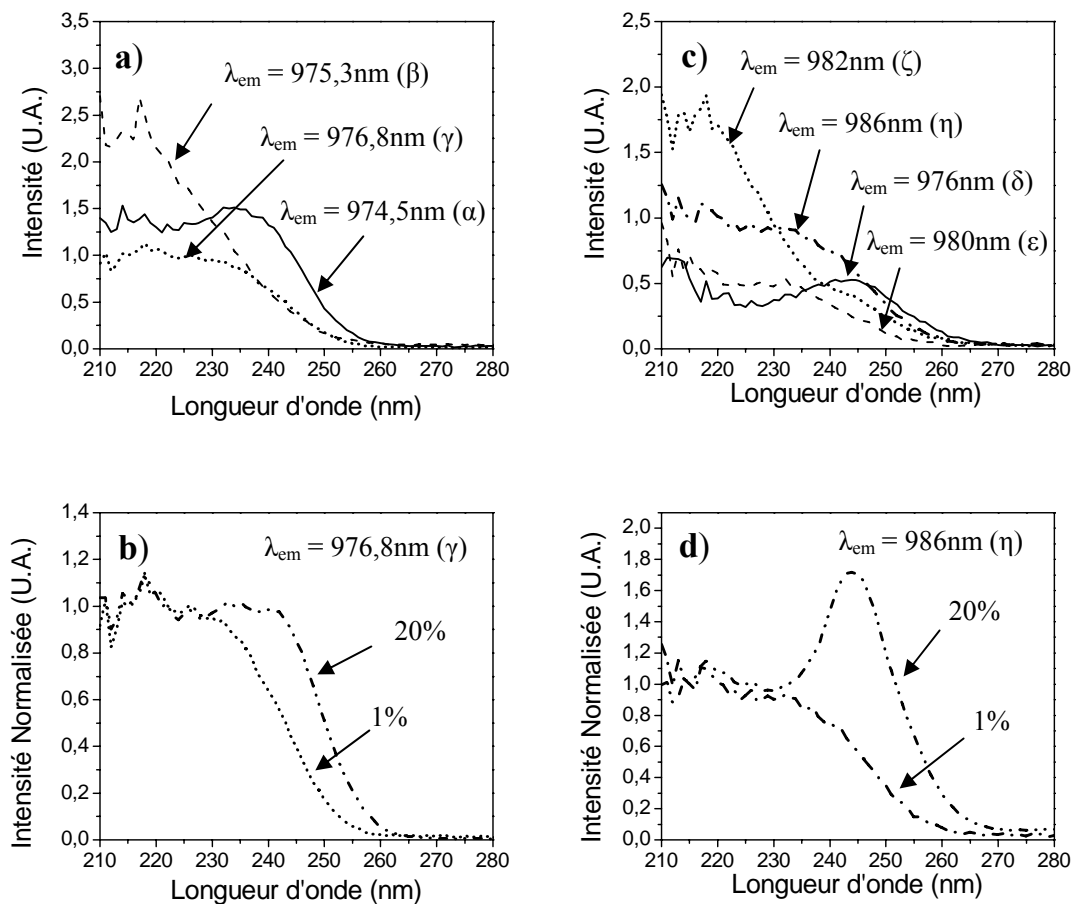 a)
λem = 975,3nm (β)
λem = 976,8nm (γ)
λem = 974,5nm (α)
Intensité (U.A.)
3,5
3,0
2,5
2,0
1,5
1,0
0,5
0,0
210 220 230 240 250 260 270 280
Longueur d'onde (nm)
c)
λem = 982nm (ζ)
λem = 986nm (η)
λem = 976nm (δ)
λem = 980nm (ε)
Intensité (U.A.)
2,5
2,0
1,5
1,0
0,5
0,0
210 220 230 240 250 260 270 280
Longueur d'onde (nm)
b)
λem = 976,8nm (γ)
20%
1%
Intensité Normalisée (U.A.)
1,4
1,2
1,0
0,8
0,6
0,4
0,2
0,0
210 220 230 240 250 260 270 280
Longueur d'onde (nm)
d)
λem = 986nm (η)
20%
1%
Intensité Normalisée (U.A.)
2,0
1,8
1,6
1,4
1,2
1,0
0,8
0,6
0,4
0,2
0,0
210 220 230 240 250 260 270 280
Longueur d'onde (nm)